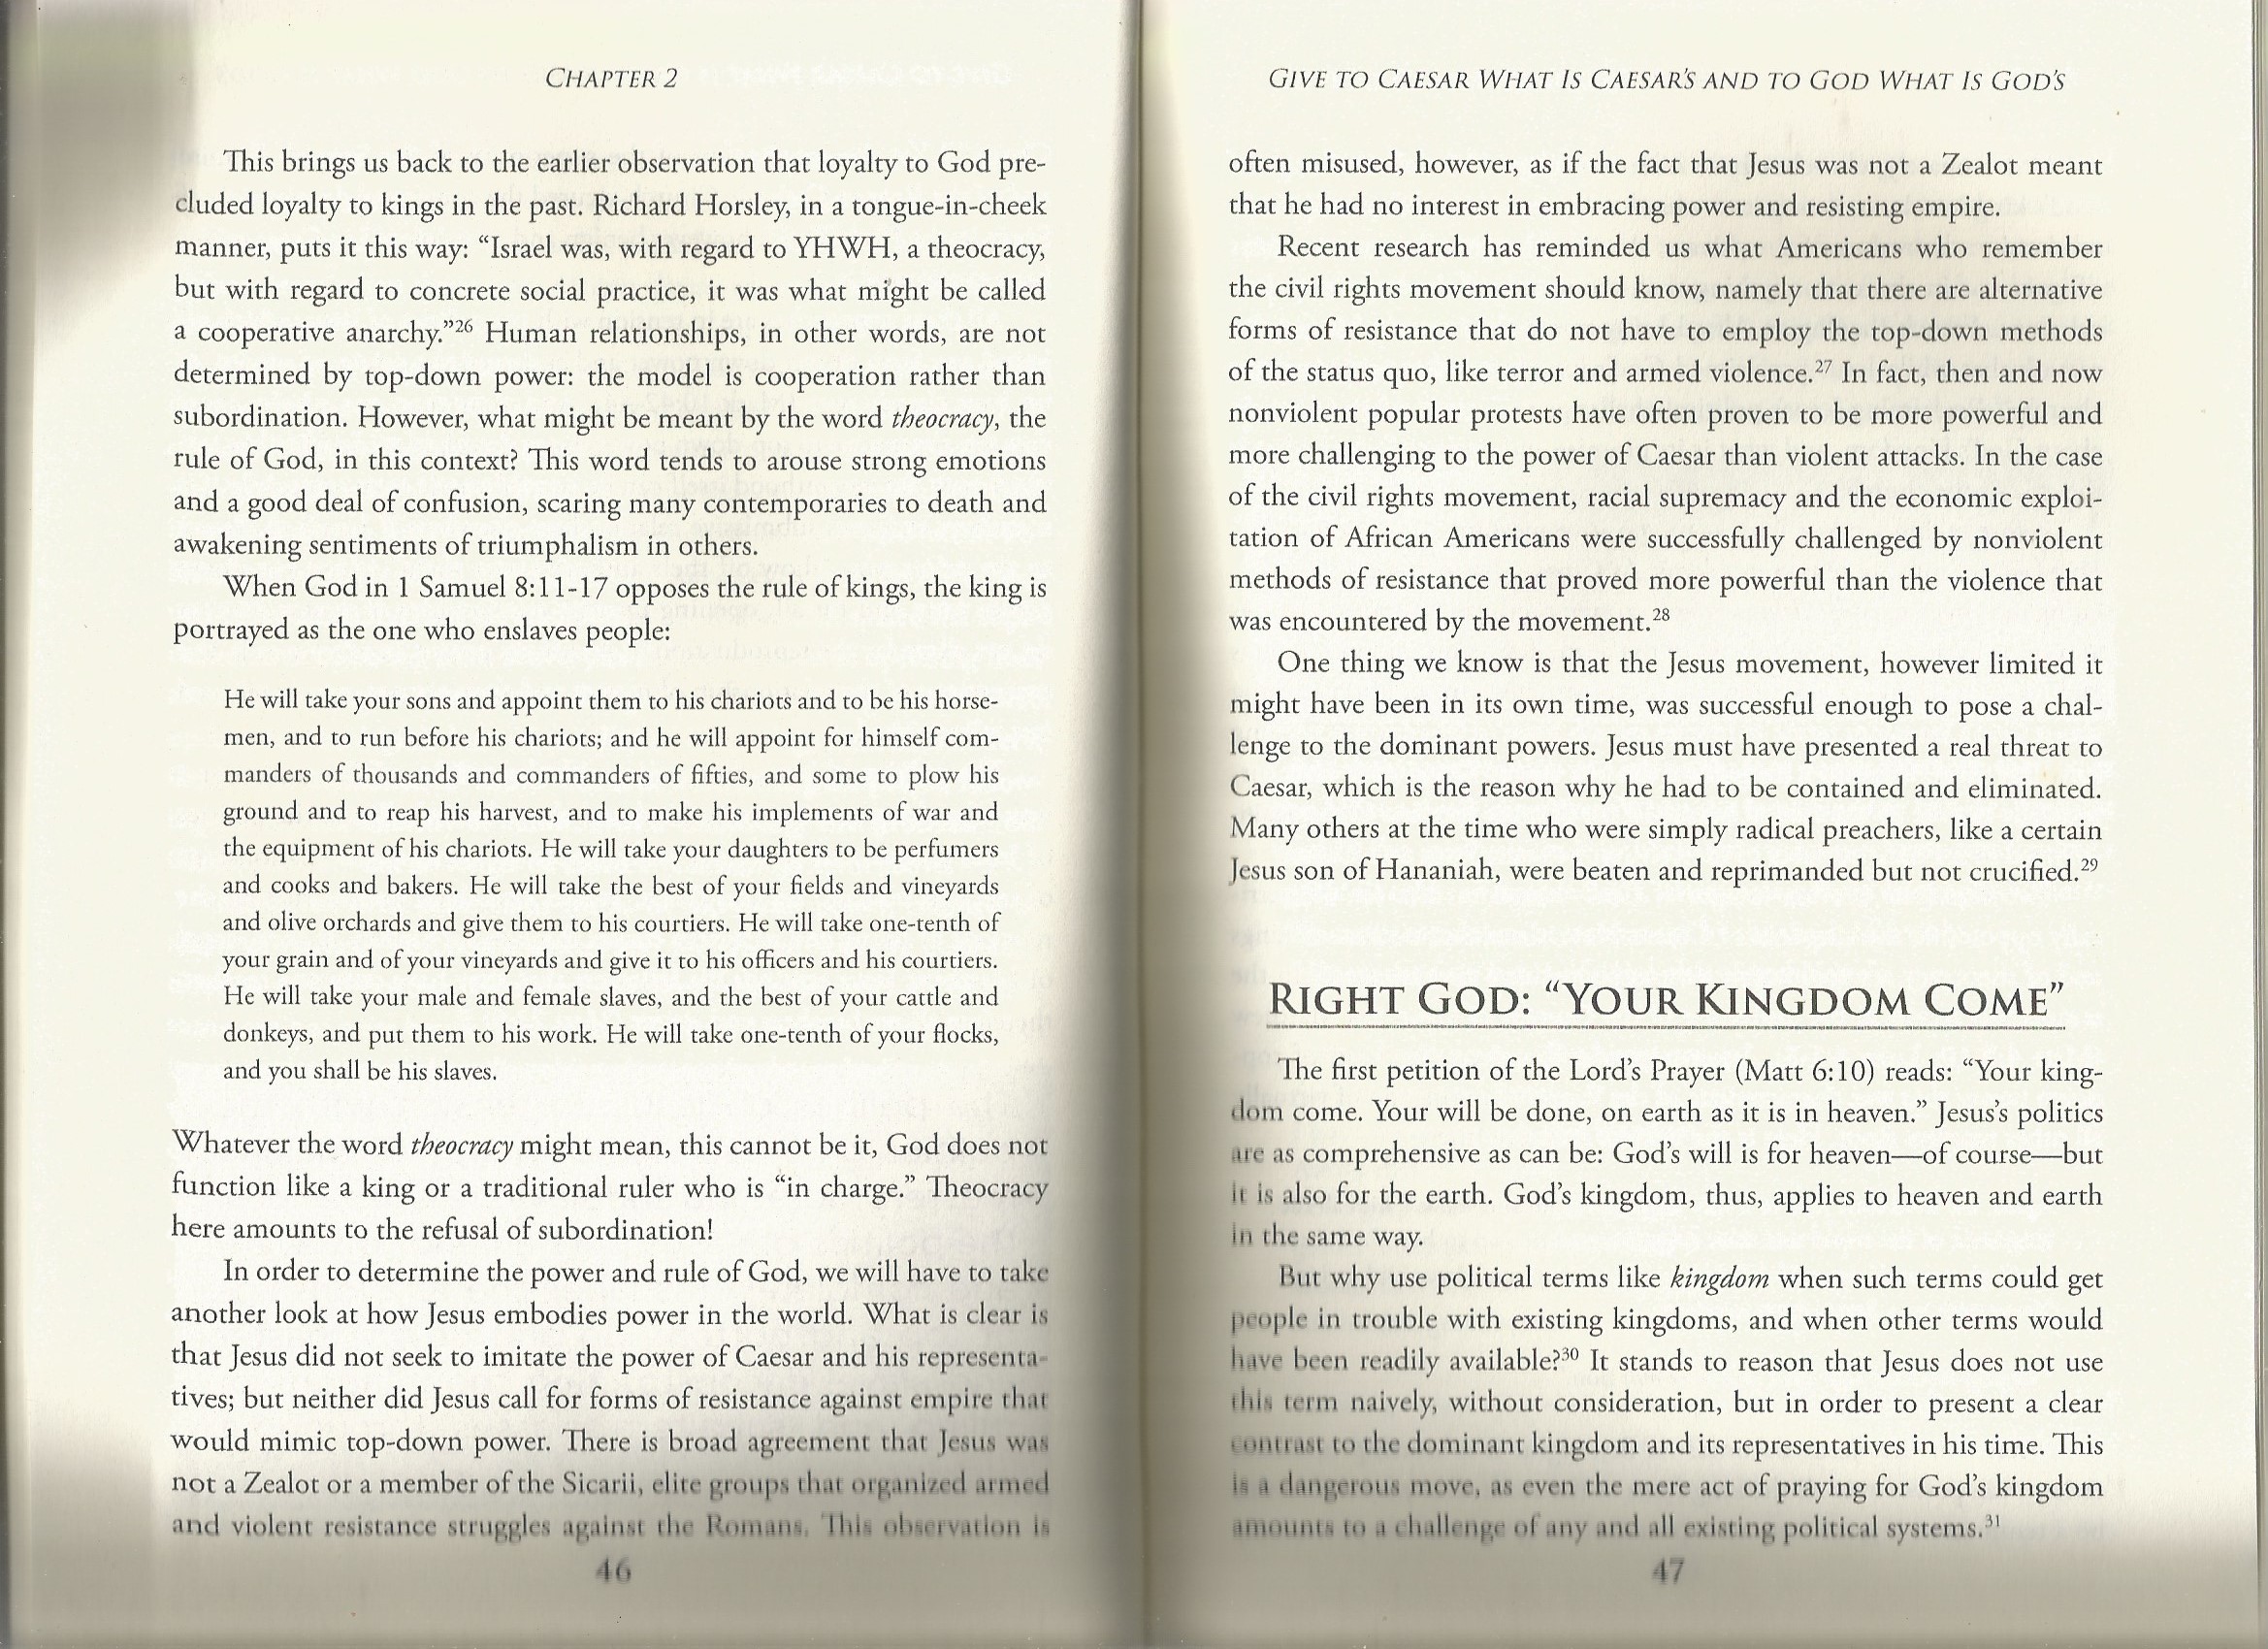 CHAPTER 2
This brings us back to the earlier observation that loyalty to God pre-
cluded loyalty to kings in the past. Richard Horsley, in a tongue-in-cheek
manner, puts it this way: “Israel was, with regard to YHWH, a theocracy,
but with regard to concrete social practice, it was what might be called
a cooperative anarchy.”26 Human relationships, in other words, are not
determined by top-down power: the model is cooperation rather than
subordination. However, what might be meant by the word theocracy, the
rule of God, in this context? This word tends to arouse strong emotions
and a good deal of confusion, scaring many contemporaries to death and
awakening sentiments of triumphalism in others.
When God in 1 Samuel 8:11-17 opposes the rule of kings, the king is
portrayed as the one who enslaves people:
He will take your sons and appoint them to his chariots and to be his horse-
men, and to run before his chariots; and he will appoint for himself com-
manders of thousands and commanders of fifties, and some to plow his
ground and to reap his harvest, and to make his implements of war and
the equipment of his chariots. He will take your daughters to be perfumers
and cooks and bakers. He will take the best of your fields and vineyards
and olive orchards and give them to his courtiers. He will take one-tenth of
your grain and of your vineyards and give it to his officers and his courtiers.
He will take your male and female slaves, and the best of your cattle and
donkeys, and put them to his work. He will take one-tenth of your flocks,
and you shall be his slaves.
Whatever the word theocracy might mean, this cannot be it, God does not
function like a king or a traditional ruler who is “in charge.” Theocracy
here amounts to the refusal of subordination!
In order to determine the power and rule of God, we will have to take
another look at how Jesus embodies power in the world. What is clear is
that Jesus did not seek to imitate the power of Caesar and his representa-
tives; but neither did Jesus call for forms of resistance against empire that
would mimic top-down power. There is broad agreement that Jesus was
not a Zealot or a member of the Sicarii, elite groups that organized armed
and violent resistance struggles against the Romans. This observation is
46
GIVE TO CAESAR WHAT IS CAESAR’S AND TO GOD WHAT IS GOD’S
often misused, however, as if the fact that Jesus was not a Zealot meant
that he had no interest in embracing power and resisting empire.
Recent research has reminded us what Americans who remember
the civil rights movement should know, namely that there are alternative
forms of resistance that do not have to employ the top-down methods
of the status quo, like terror and armed violence.27 In fact, then and now
nonviolent popular protests have often proven to be more powerful and
more challenging to the power of Caesar than violent attacks. In the case
of the civil rights movement, racial supremacy and the economic exploi-
tation of African Americans were successfully challenged by nonviolent
methods of resistance that proved more powerful than the violence that
was encountered by the movement.28
One thing we know is that the Jesus movement, however limited it
might have been in its own time, was successful enough to pose a chal-
lenge to the dominant powers. Jesus must have presented a real threat to
Caesar, which is the reason why he had to be contained and eliminated.
Many others at the time who were simply radical preachers, like a certain
Jesus son of Hananiah, were beaten and reprimanded but not crucified.29
RIGHT GOD: “YOUR KINGDOM COME”
The first petition of the Lord’s Prayer (Matt 6:10) reads: “Your king-
dom come. Your will be done, on earth as it is in heaven.” Jesus’s politics
are as comprehensive as can be: God’s will is for heaven—of course—but
it is also for the earth. God’s kingdom, thus, applies to heaven and earth
in the same way.
But why use political terms like kingdom when such terms could get
people in trouble with existing kingdoms, and when other terms would
have been readily available?30 It stands to reason that Jesus does not use
this term naively, without consideration, but in order to present a clear
contrast to the dominant kingdom and its representatives in his time. This
is a dangerous move, as even the mere act of praying for God’s kingdom
amounts to a challenge of any and all existing political systems.31
47